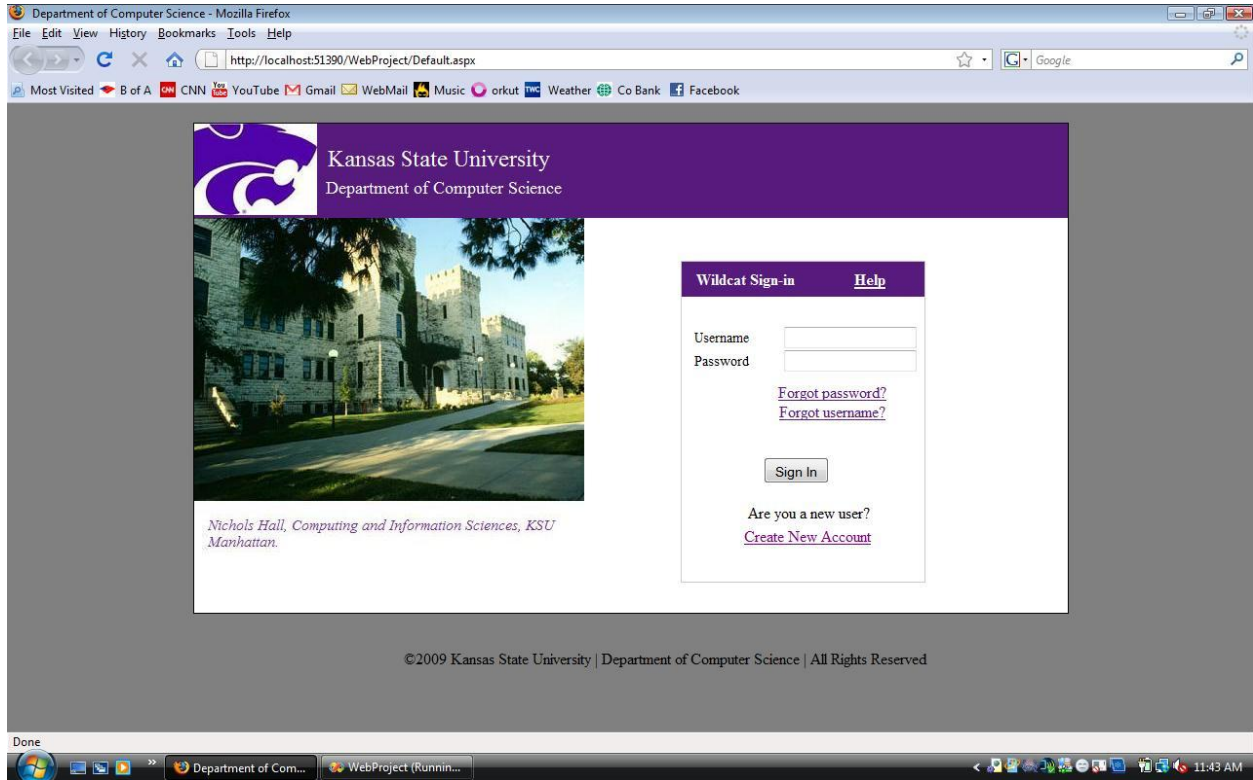 Department of Computer Science - Mozilla Firefox
File Edit View History Bookmarks Tools Help
http://localhost:51390/WebProject/Default.aspx
G Google
Most Visited B of A CNN YouTube Gmail WebMail Music orkut TWC Weather Co Bank Facebook
Kansas State University
Department of Computer Science
Wildcat Sign-in Help
Username
Password
Forgot password?
Forgot username?
Sign In
Are you a new user?
Create New Account
Nichols Hall, Computing and Information Sciences, KSU
Manhattan.
©2009 Kansas State University | Department of Computer Science | All Rights Reserved
Done
Department of Com... WebProject (Runnin... 11:43 AM